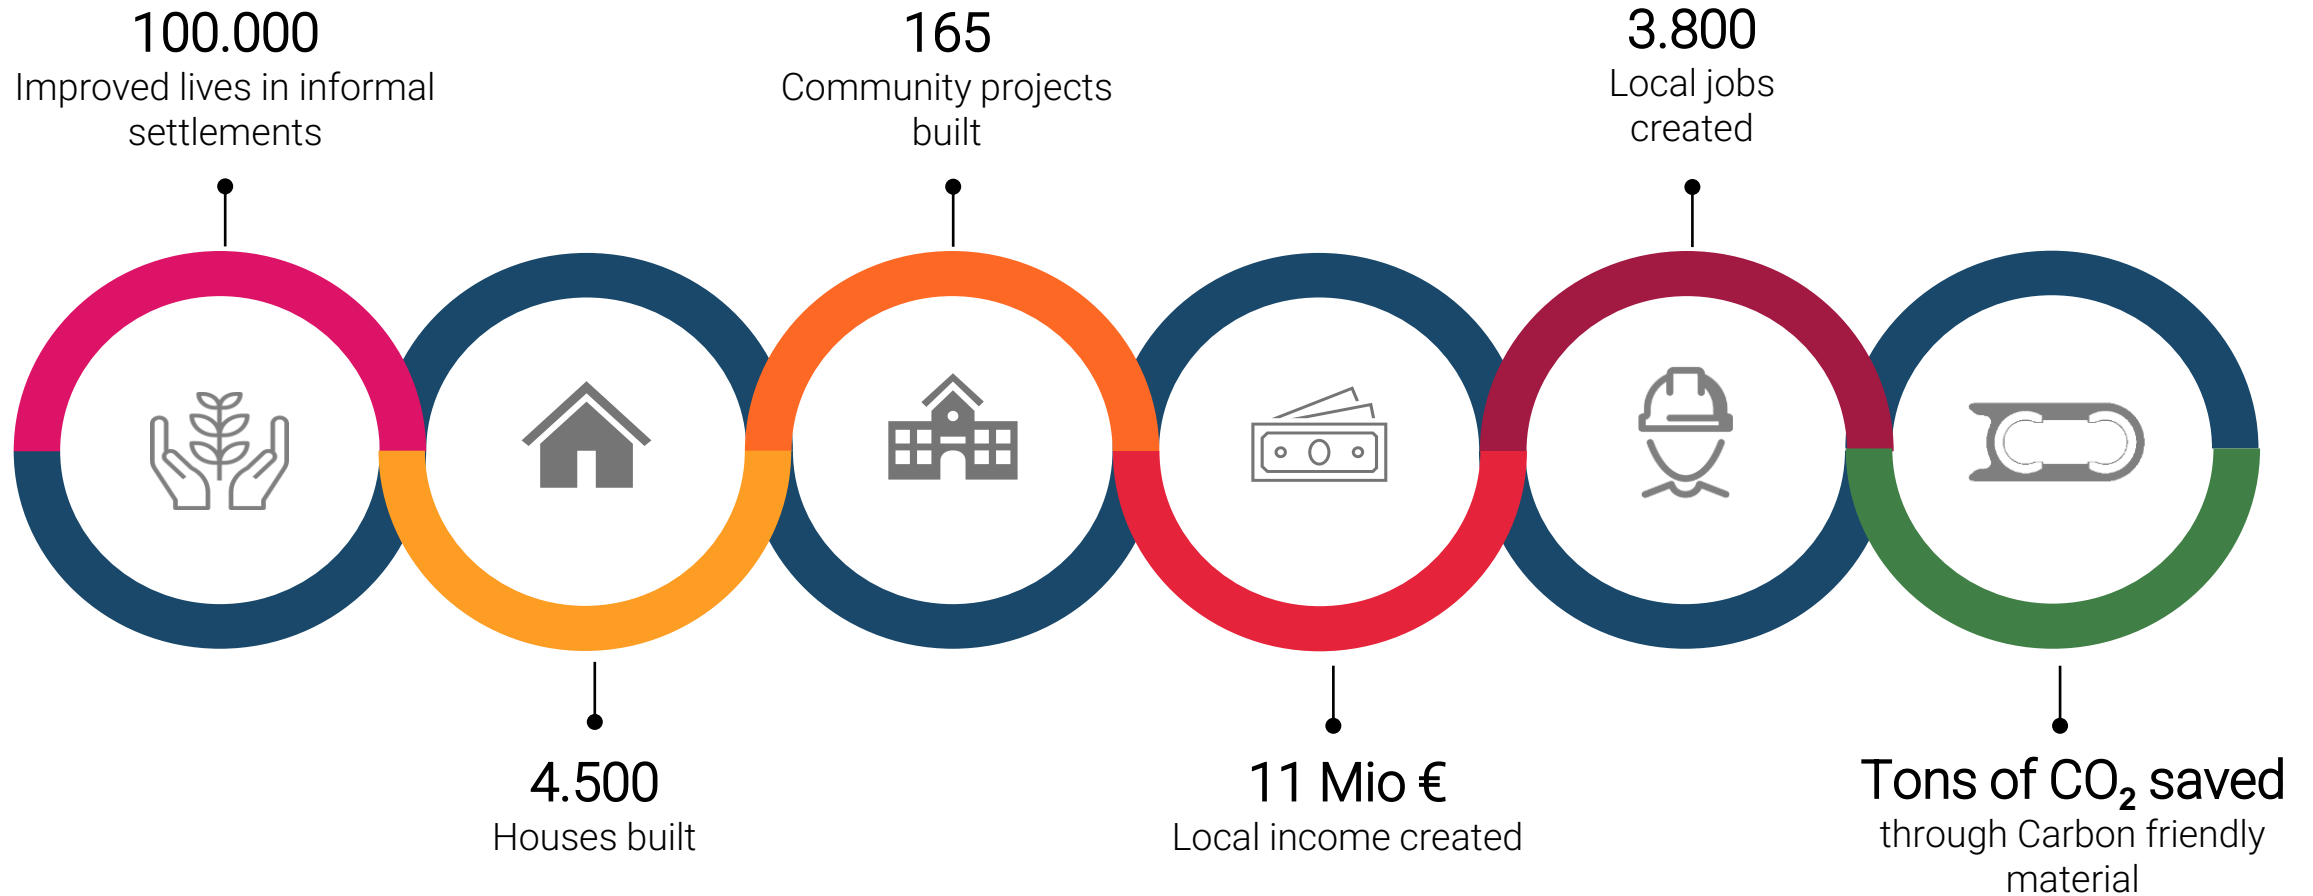 100.000
Improved lives in informal
settlements
165
Community projects
built
3.800
Local jobs
created
4.500
Houses built
11 Mio €
Local income created
Tons of CO₂ saved
through Carbon friendly
material